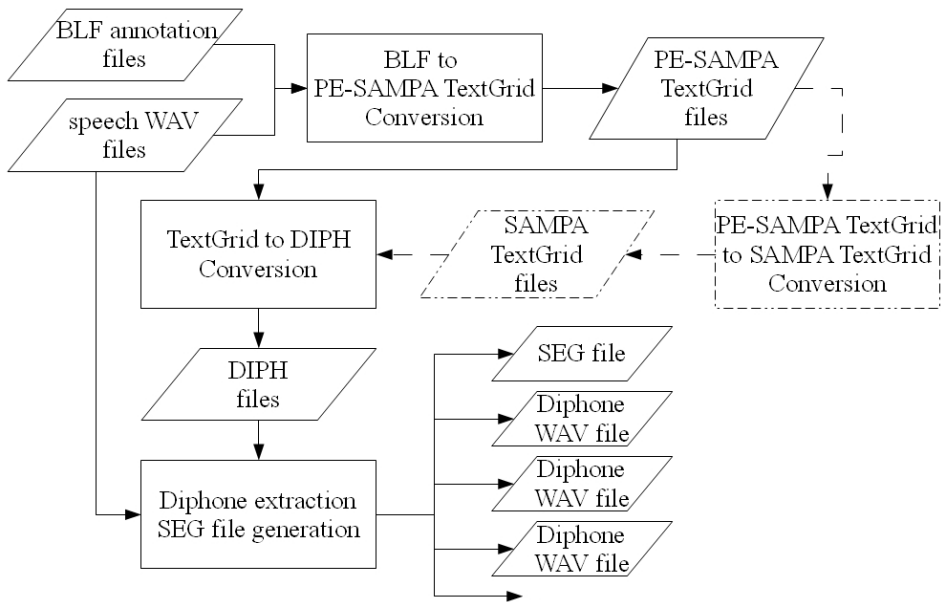 BLF annotation
files
BLF to
PE-SAMPA TextGrid
Conversion
PE-SAMPA
TextGrid
files
speech WAV
files
TextGrid to DIPH
Conversion
SAMPA
TextGrid
files
PE-SAMPA TextGrid
to SAMPA TextGrid
Conversion
DIPH
files
SEG file
Diphone
WAV file
Diphone
WAV file
Diphone
WAV file
Diphone extraction
SEG file generation